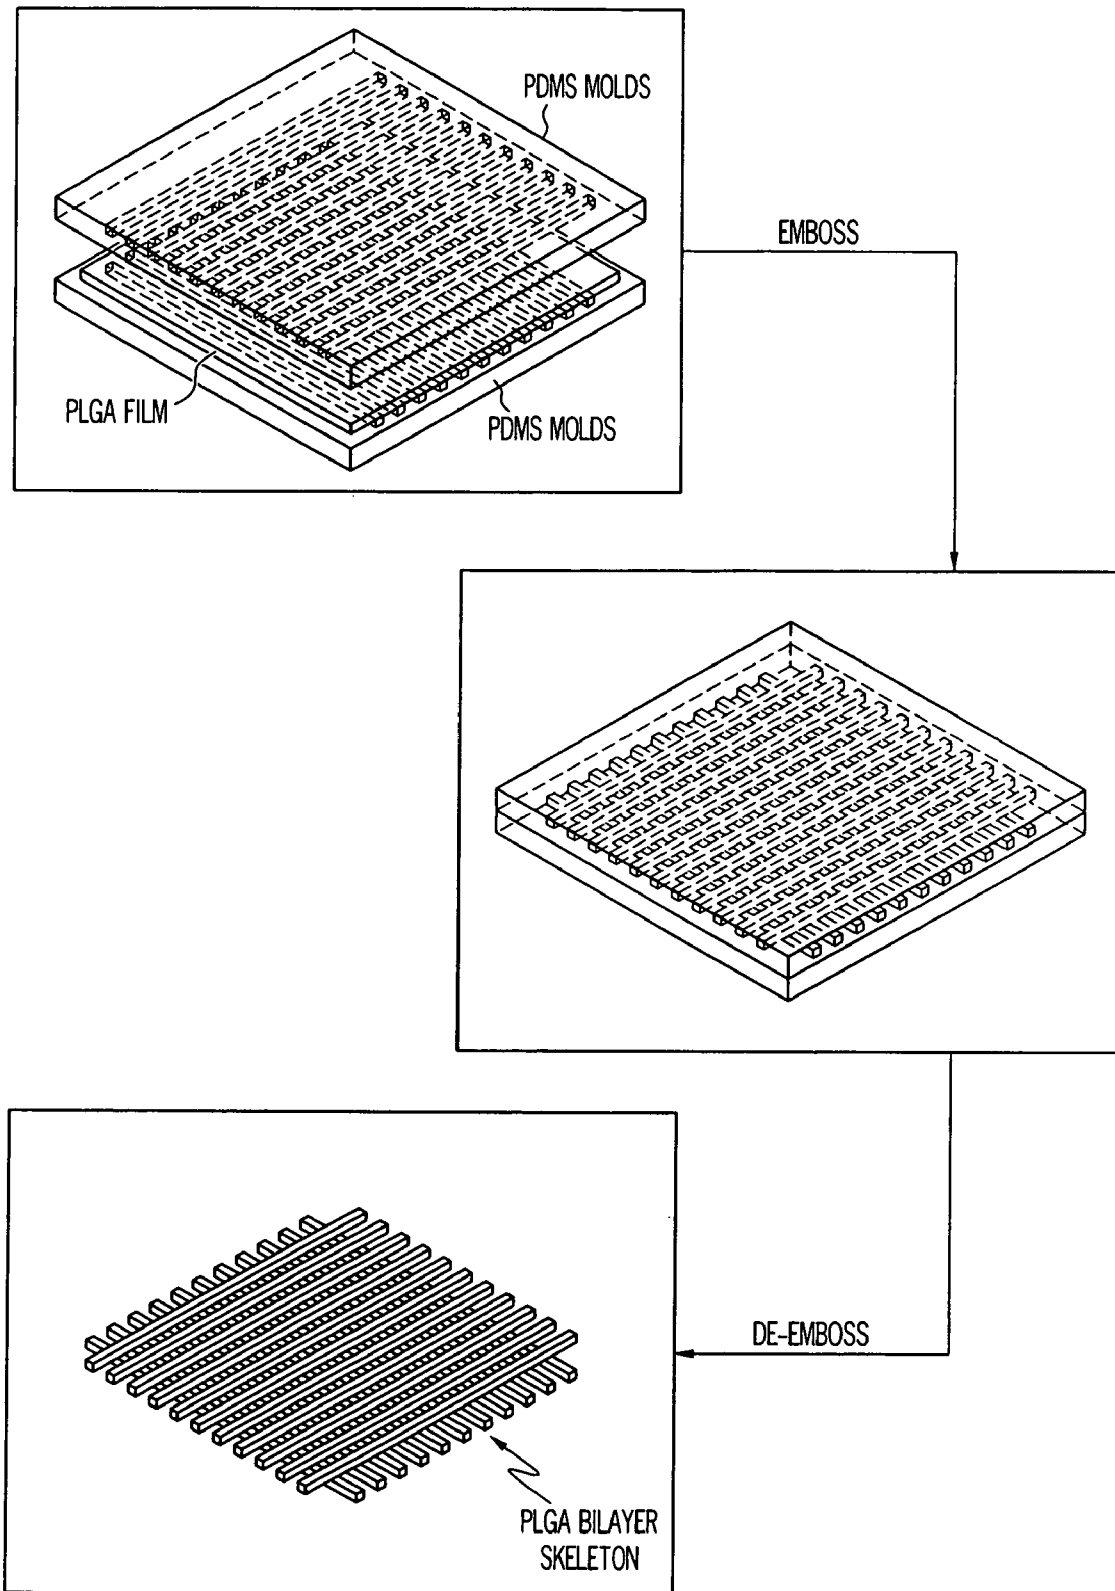 PDMS MOLDS
EMBOSS
PLGA FILM
PDMS MOLDS
DE-EMBOSS
PLGA BILAYER
SKELETON